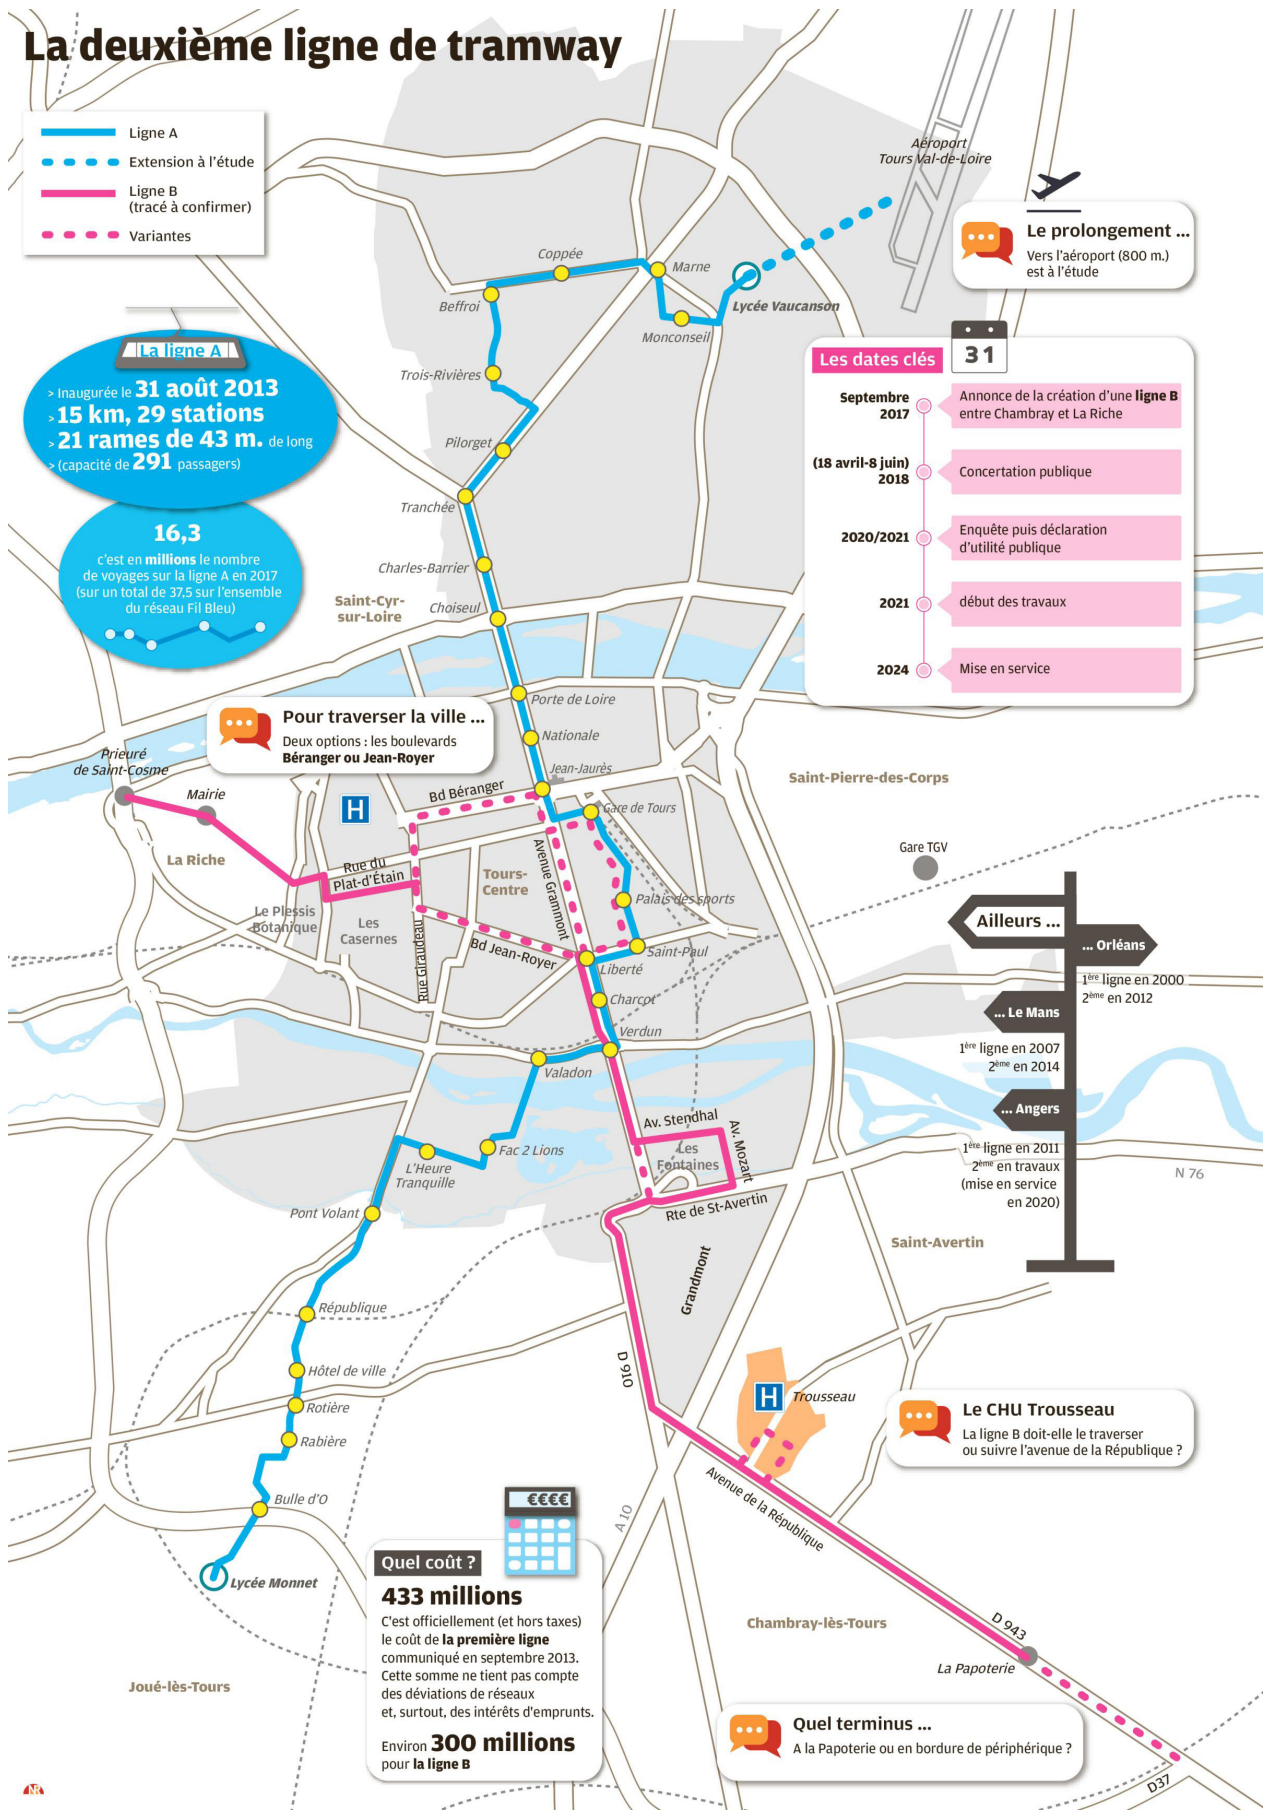 La deuxième ligne de tramway
Ligne A
Extension à l'étude
Ligne B
(tracé à confirmer)
Variantes
Aéroport
Tours Val-de-Loire
Le prolongement ...
Vers l'aéroport (800 m.)
est à l'étude
Coppée
Marne
Beffroi
Lycée Vaucanson
Monconseil
Trois-Rivières
Pilorget
Tranchée
Charles-Barrier
Choiseul
Saint-Cyr-
sur-Loire
La ligne A
> Inaugurée le 31 août 2013
> 15 km, 29 stations
> 21 rames de 43 m. de long
> (capacité de 291 passagers)
16,3
c'est en millions le nombre
de voyages sur la ligne A en 2017
(sur un total de 37,5 sur l'ensemble
du réseau Fil Bleu)
Les dates clés
31
Septembre
2017
Annonce de la création d'une ligne B
entre Chambray et La Riche
(18 avril-8 juin)
2018
Concertation publique
2020/2021
Enquête puis déclaration
d'utilité publique
2021
début des travaux
2024
Mise en service
Pour traverser la ville ...
Deux options : les boulevards
Béranger ou Jean-Royer
Porte de Loire
Nationale
Jean-Jaurès
Gare de Tours
Prieuré
de Saint-Cosme
Mairie
H
Bd Béranger
La Riche
Rue du
Plat-d'Étain
Tours-
Centre
Avenue Grammont
Palais des sports
Le Plessis
Botanique
Les
Casernes
Rue Giraudeau
Bd Jean-Royer
Saint-Paul
Liberté
Charcot
Verdun
Valadon
Saint-Pierre-des-Corps
Gare TGV
Ailleurs ...
... Orléans
1ère ligne en 2000
2ème en 2012
... Le Mans
1ère ligne en 2007
2ème en 2014
... Angers
1ère ligne en 2011
2ème en travaux
(mise en service
en 2020)
N 76
Av. Stendhal
Av. Mozart
Les
Fontaines
Rte de St-Avertin
Fac 2 Lions
L'Heure
Tranquille
Pont Volant
Saint-Avertin
Grandmont
République
Hôtel de ville
Rotière
Rabière
Bulle d'O
Lycée Monnet
Joué-lès-Tours
D 910
H
Trousseau
Le CHU Trousseau
La ligne B doit-elle le traverser
ou suivre l'avenue de la République ?
Avenue de la République
A 10
€€€€
Quel coût ?
433 millions
C'est officiellement (et hors taxes)
le coût de la première ligne
communiqué en septembre 2013.
Cette somme ne tient pas compte
des déviations de réseaux
et, surtout, des intérêts d'emprunts.
Environ 300 millions
pour la ligne B
Chambray-lès-Tours
D 943
La Papoterie
Quel terminus ...
A la Papoterie ou en bordure de périphérique ?
D37
NR